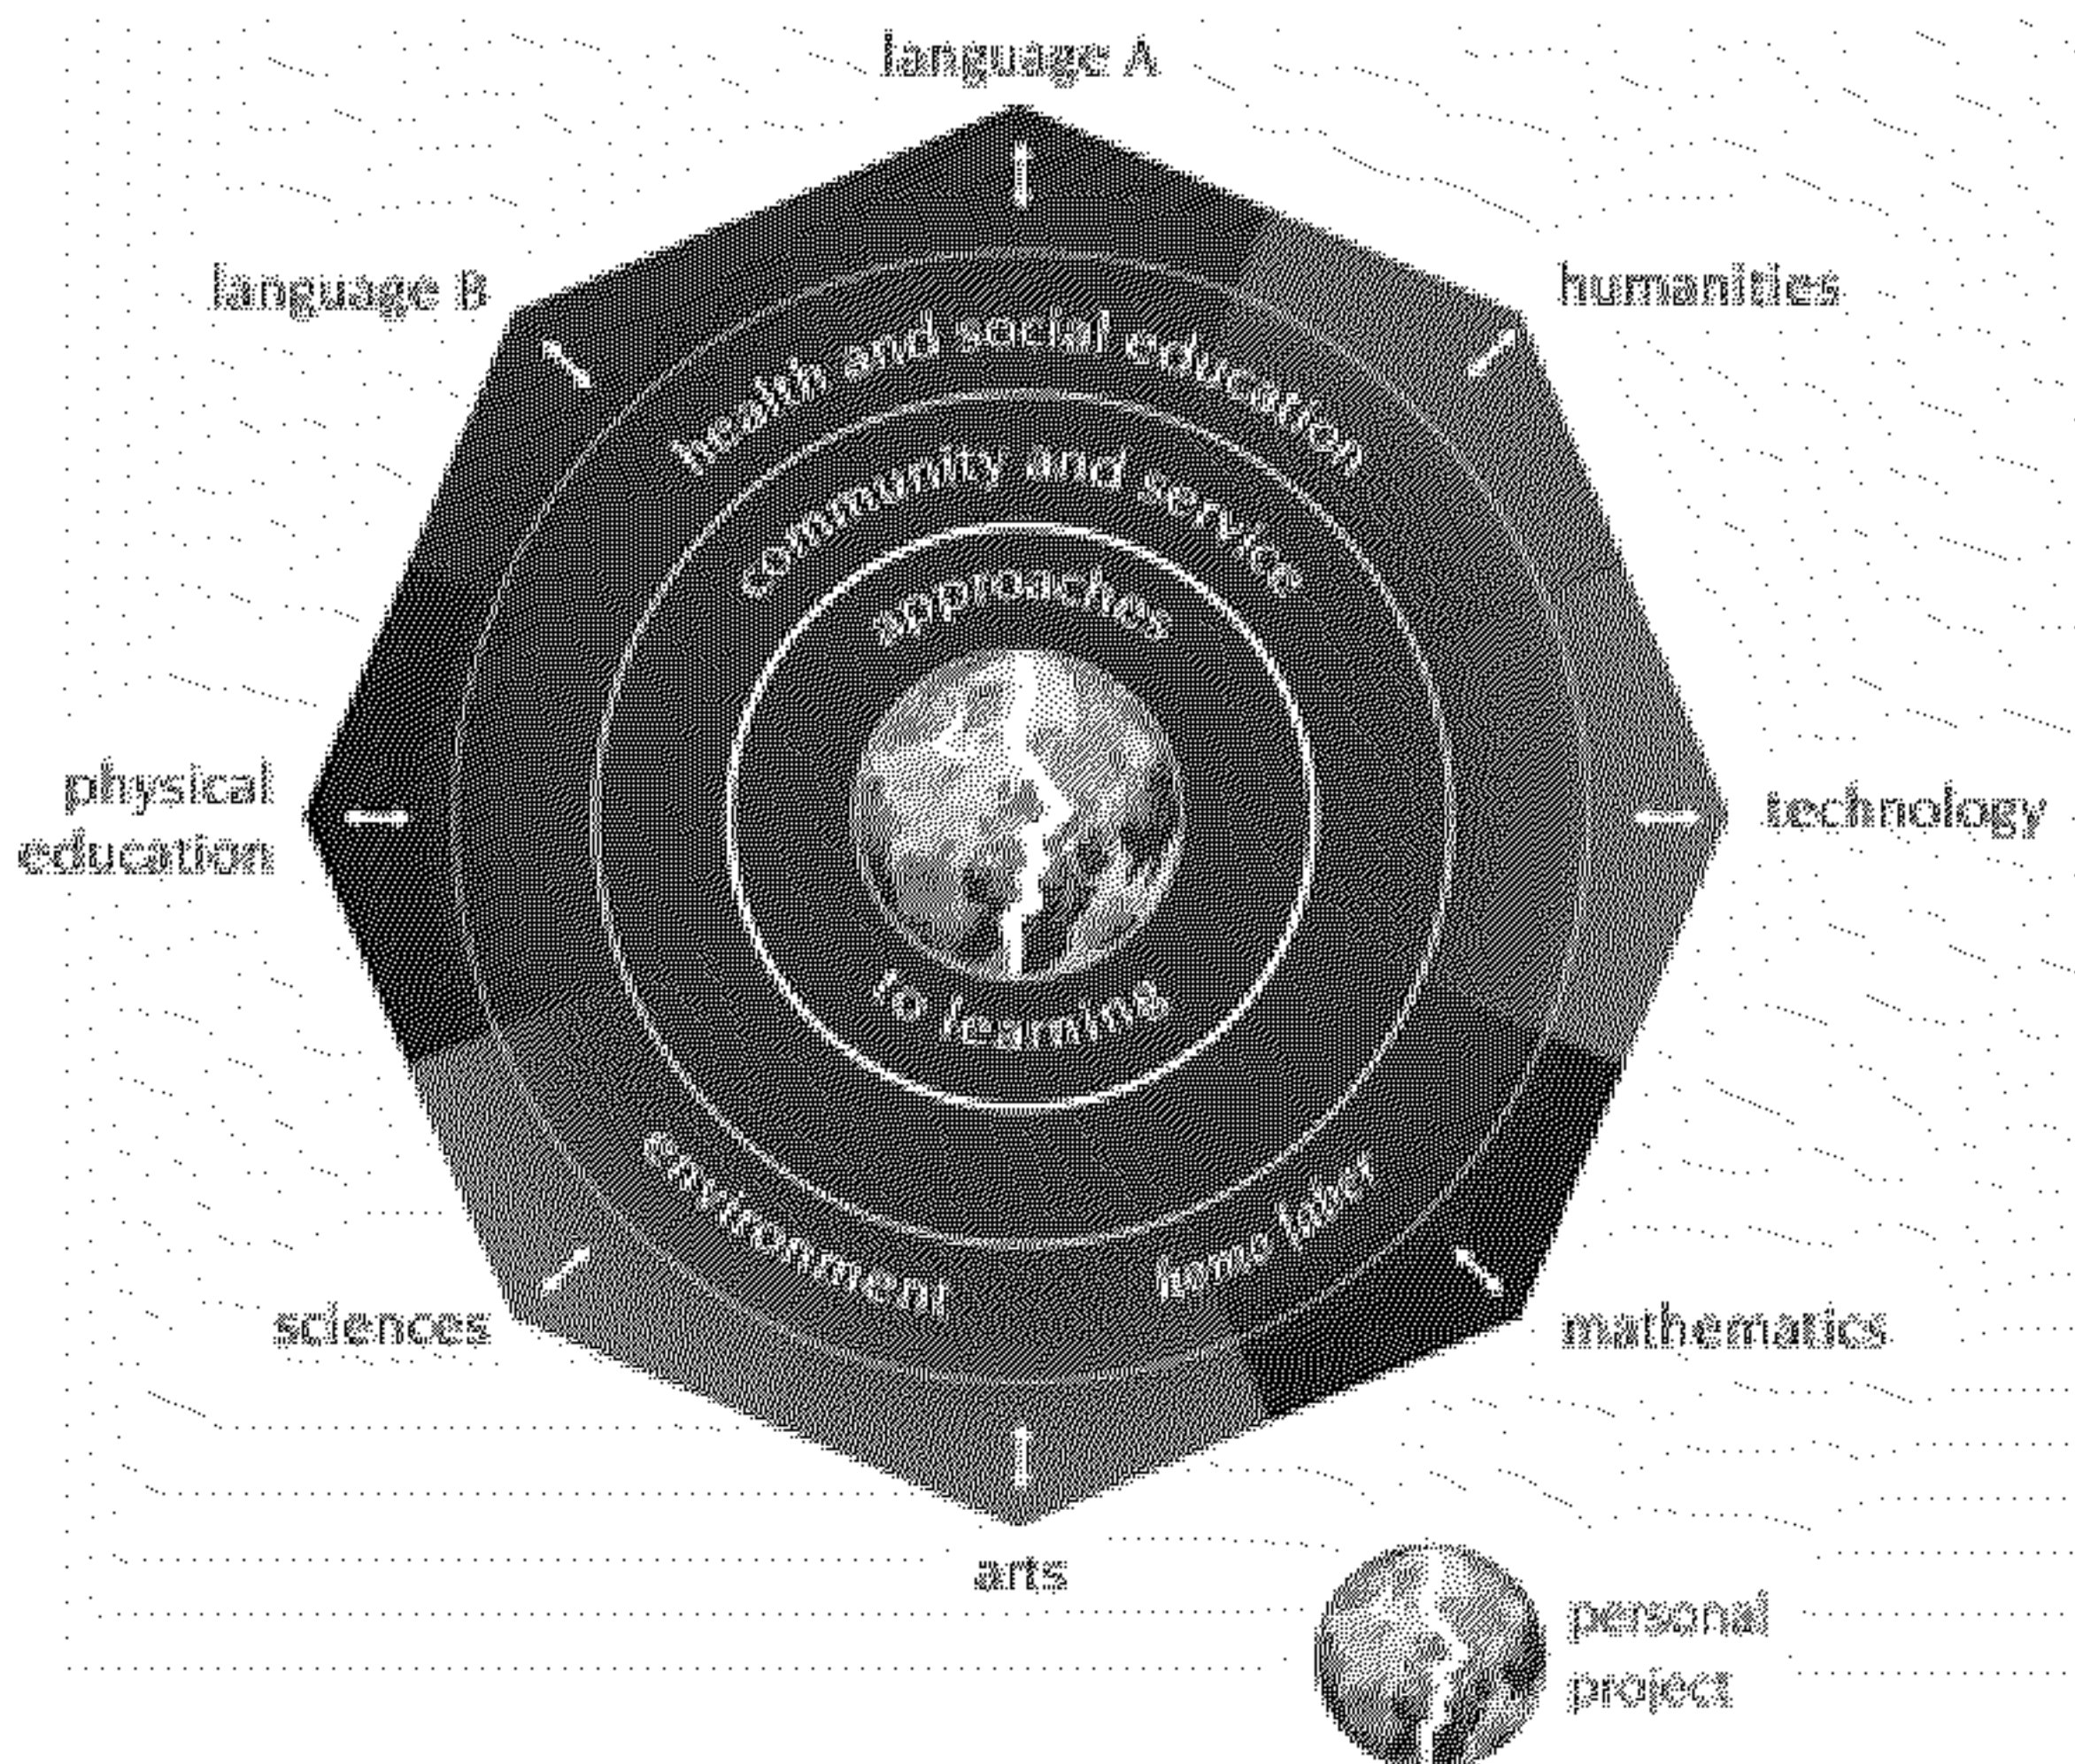 language A
language B
humanities
health and social education
community and service
approaches
physical
education
technology
to learning
environment
homo faber
sciences
mathematics
arts
personal
project